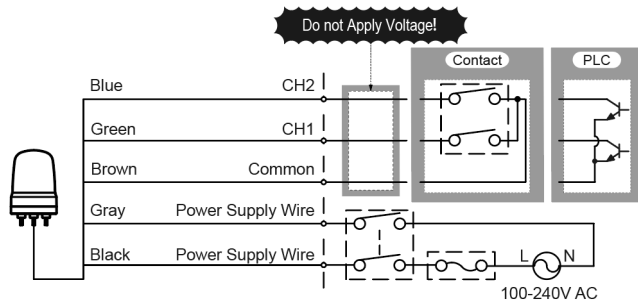 Do not Apply Voltage!
Contact
PLC
Blue CH2
Green CH1
Brown Common
Gray Power Supply Wire
Black Power Supply Wire
L N
100-240V AC